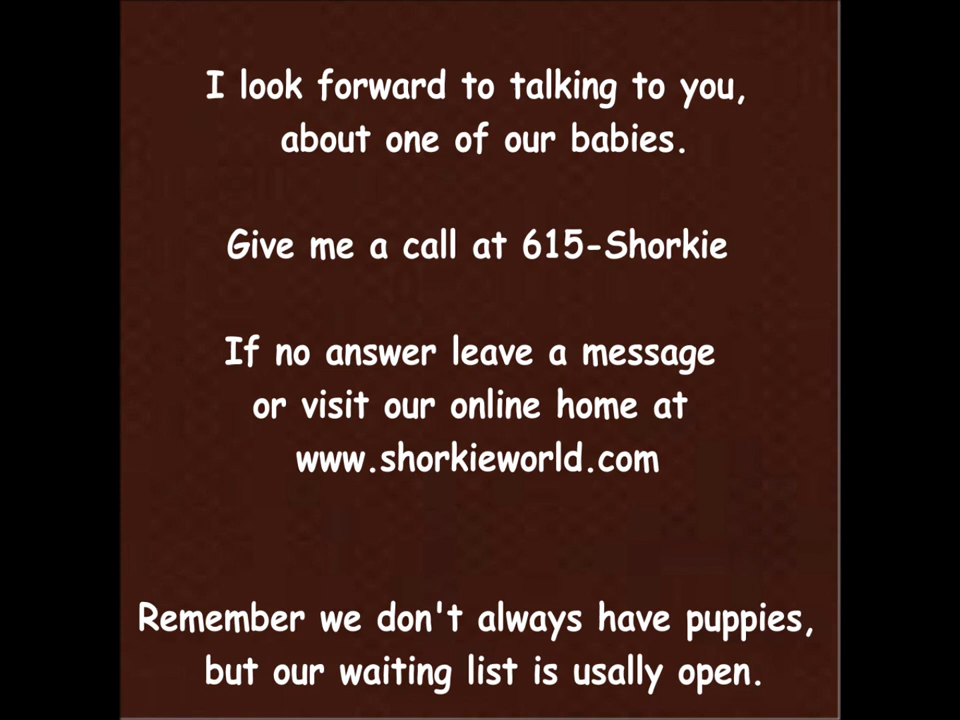 I look forward to talking to you,
about one of our babies.
Give me a call at 615-Shorkie
If no answer leave a message
or visit our online home at
www.shorkieworld.com
Remember we don't always have puppies,
but our waiting list is usally open.